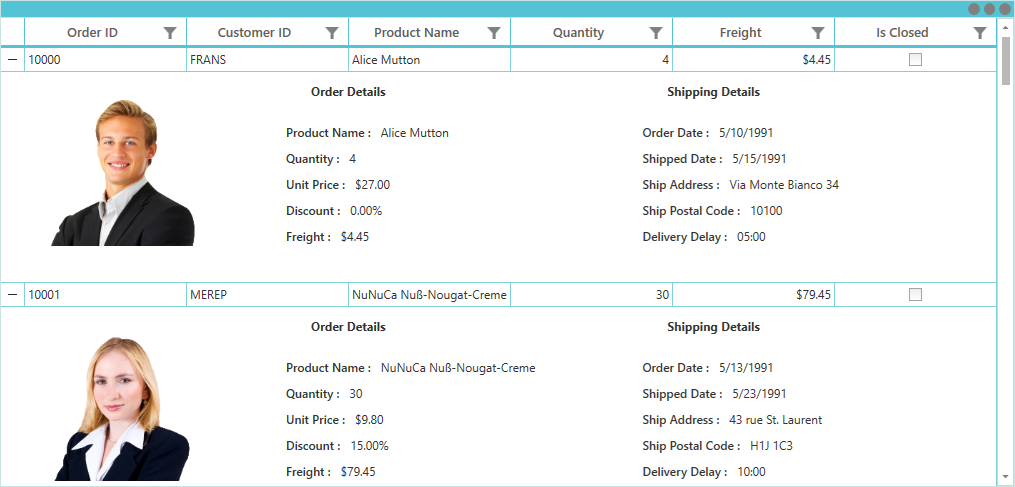 Order ID Customer ID Product Name Quantity Freight Is Closed
10000 FRANS Alice Mutton 4 $4.45
Order Details Shipping Details
Product Name : Alice Mutton Order Date : 5/10/1991
Quantity : 4 Shipped Date : 5/15/1991
Unit Price : $27.00 Ship Address : Via Monte Bianco 34
Discount : 0.00% Ship Postal Code : 10100
Freight : $4.45 Delivery Delay : 05:00
10001 MEREP NuNuCa Nuß-Nougat-Creme 30 $79.45
Order Details Shipping Details
Product Name : NuNuCa Nuß-Nougat-Creme Order Date : 5/13/1991
Quantity : 30 Shipped Date : 5/23/1991
Unit Price : $9.80 Ship Address : 43 rue St. Laurent
Discount : 15.00% Ship Postal Code : H1J 1C3
Freight : $79.45 Delivery Delay : 10:00